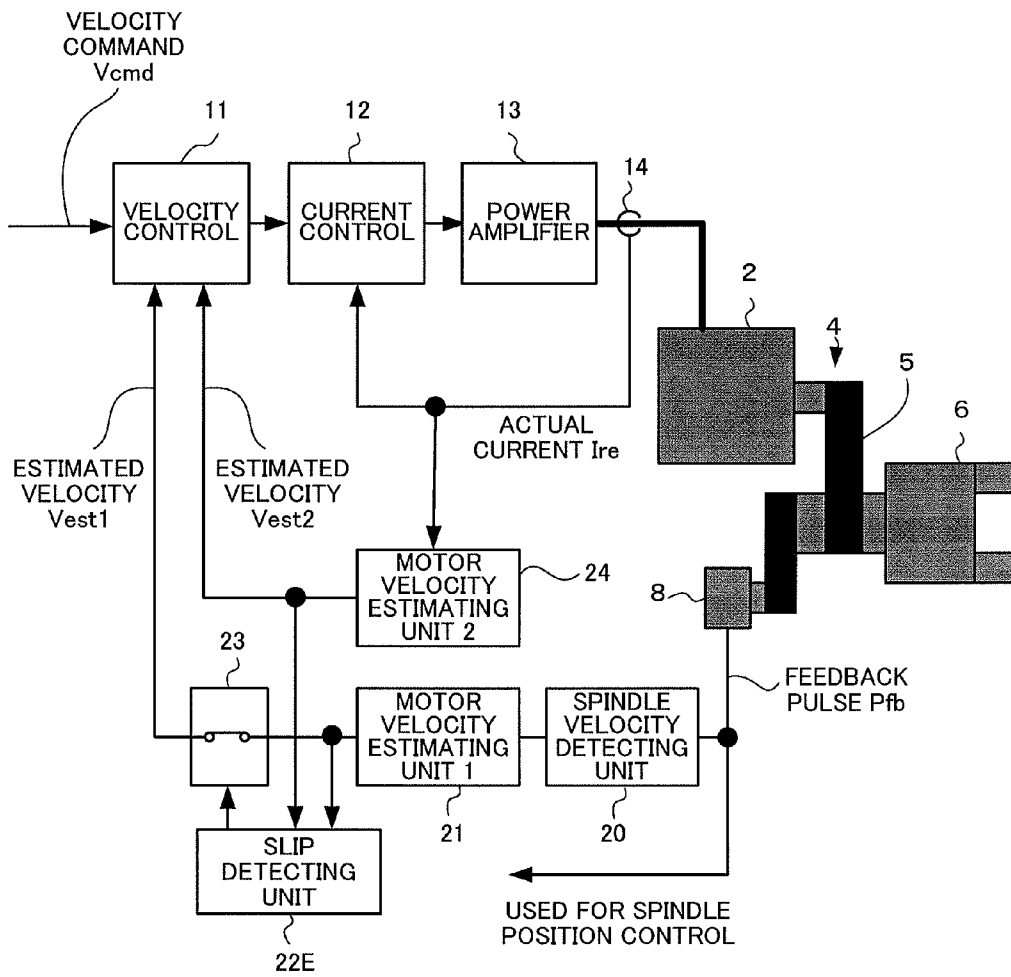 VELOCITY
COMMAND
Vcmd
11
12
13
14
VELOCITY
CONTROL
CURRENT
CONTROL
POWER
AMPLIFIER
2
4
5
6
ACTUAL
CURRENT Ire
ESTIMATED
VELOCITY
Vest1
ESTIMATED
VELOCITY
Vest2
MOTOR
VELOCITY
ESTIMATING
UNIT 2
24
8
FEEDBACK
PULSE Pfb
23
MOTOR
VELOCITY
ESTIMATING
UNIT 1
SPINDLE
VELOCITY
DETECTING
UNIT
21
20
SLIP
DETECTING
UNIT
22E
USED FOR SPINDLE
POSITION CONTROL